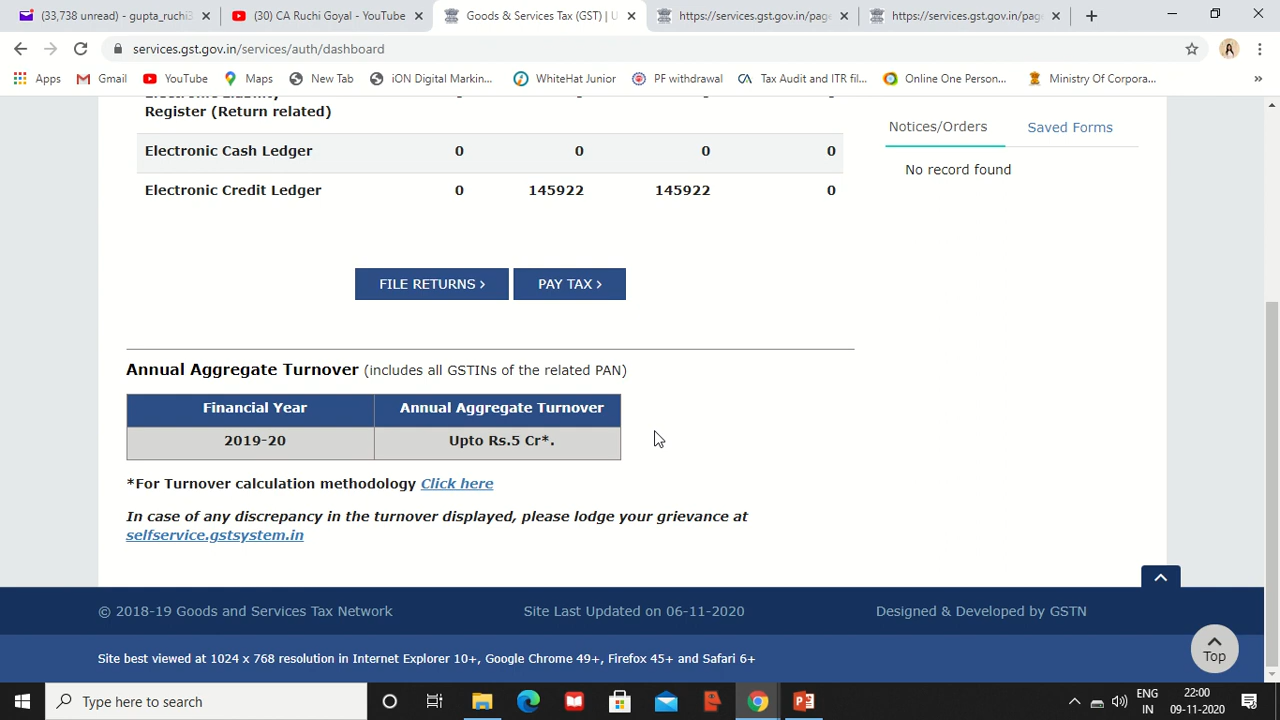 (33,738 unread) - gupta_ruchi
(30) CA Ruchi Goyal - YouTube
Goods & Services Tax (GST) | U
https://services.gst.gov.in/page
https://services.gst.gov.in/page
services.gst.gov.in/services/auth/dashboard
Apps
Gmail
YouTube
Maps
New Tab
iON Digital Markin...
WhiteHat Junior
PF withdrawal
Tax Audit and ITR fil...
Online One Person...
Ministry Of Corpora...
Register (Return related)
Electronic Cash Ledger 0 0 0 0
Electronic Credit Ledger 0 145922 145922 0
Notices/Orders Saved Forms
No record found
FILE RETURNS › PAY TAX ›
Annual Aggregate Turnover (includes all GSTINs of the related PAN)
Financial Year Annual Aggregate Turnover
2019-20 Upto Rs.5 Cr*.
*For Turnover calculation methodology Click here
In case of any discrepancy in the turnover displayed, please lodge your grievance at
selfservice.gstsystem.in
© 2018-19 Goods and Services Tax Network Site Last Updated on 06-11-2020 Designed & Developed by GSTN
Site best viewed at 1024 x 768 resolution in Internet Explorer 10+, Google Chrome 49+, Firefox 45+ and Safari 6+
Top
Type here to search
ENG
IN
22:00
09-11-2020